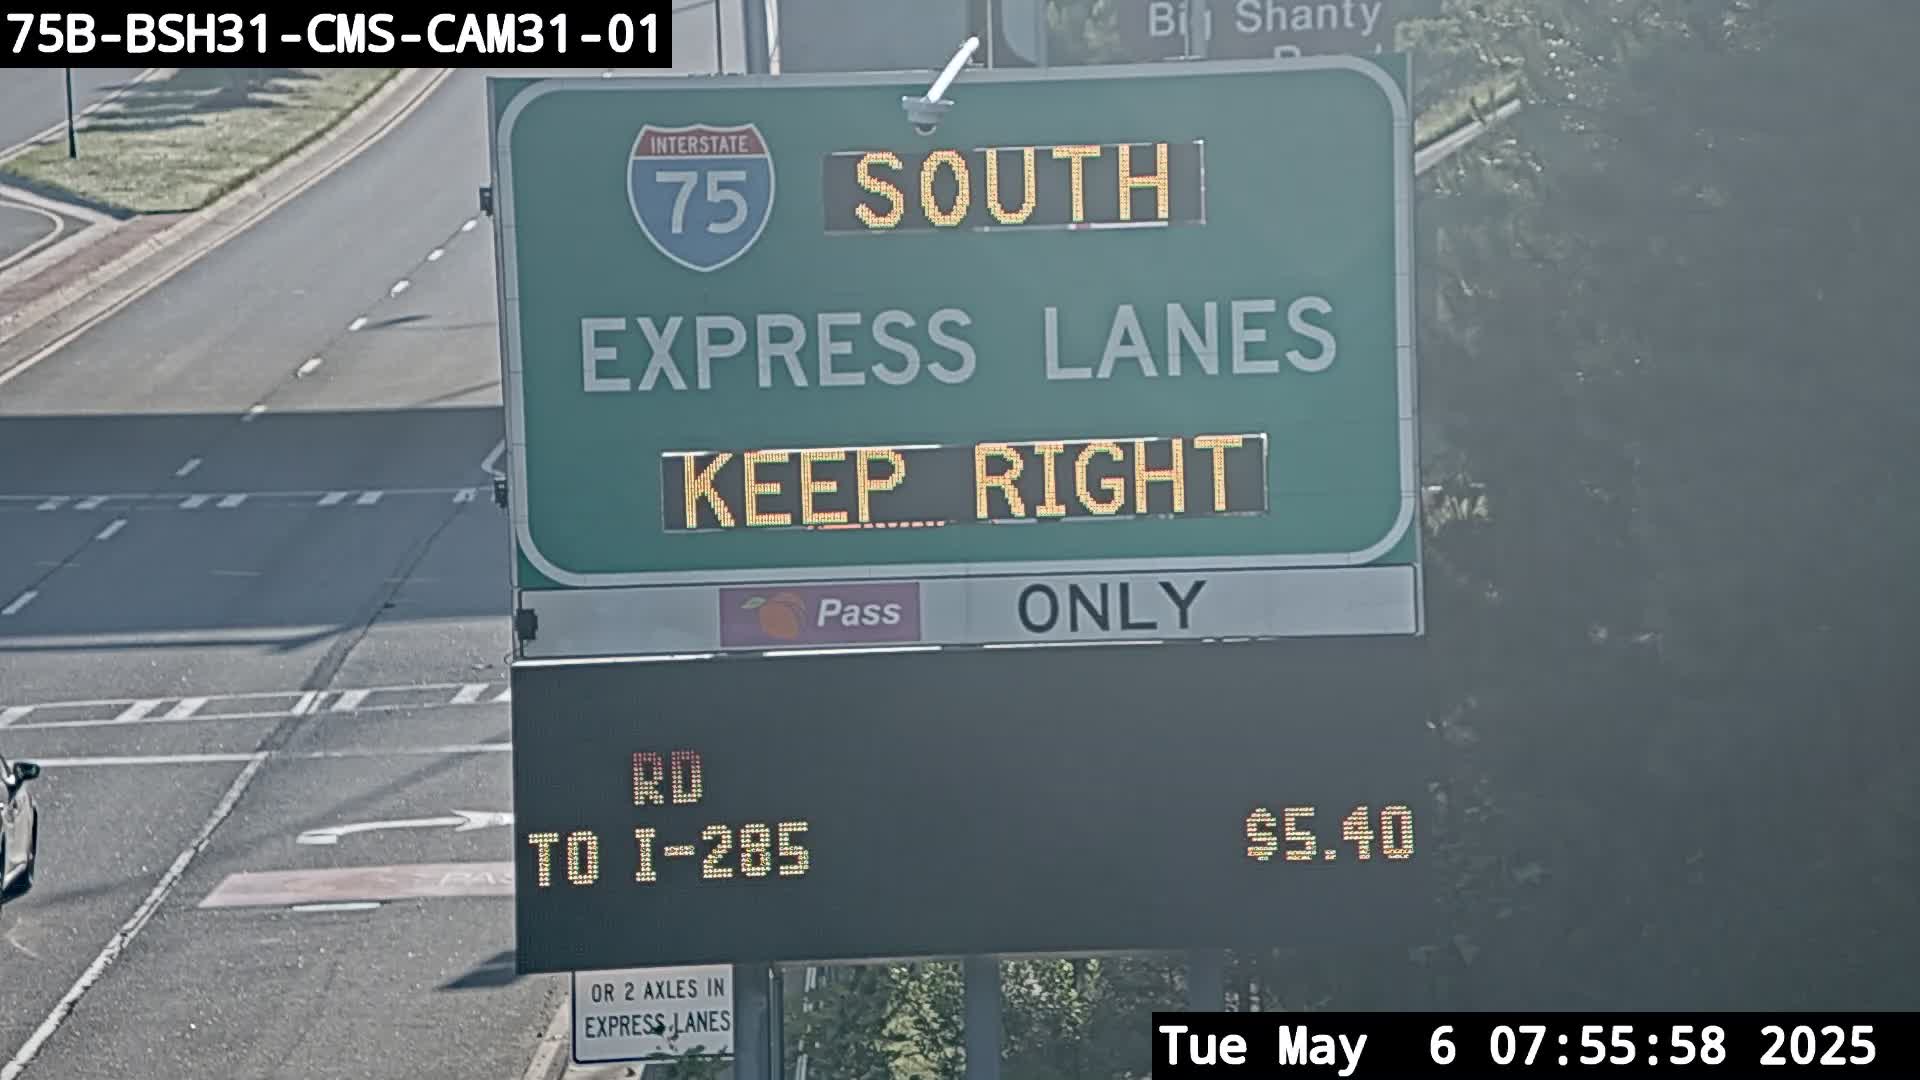 75B-BSH31-CMS-CAM31-01
Big Shanty
INTERSTATE
75
SOUTH
EXPRESS LANES
KEEP RIGHT
Pass ONLY
RD
TO I-285 $5.40
OR 2 AXLES IN
EXPRESS LANES
Tue May 6 07:55:58 2025